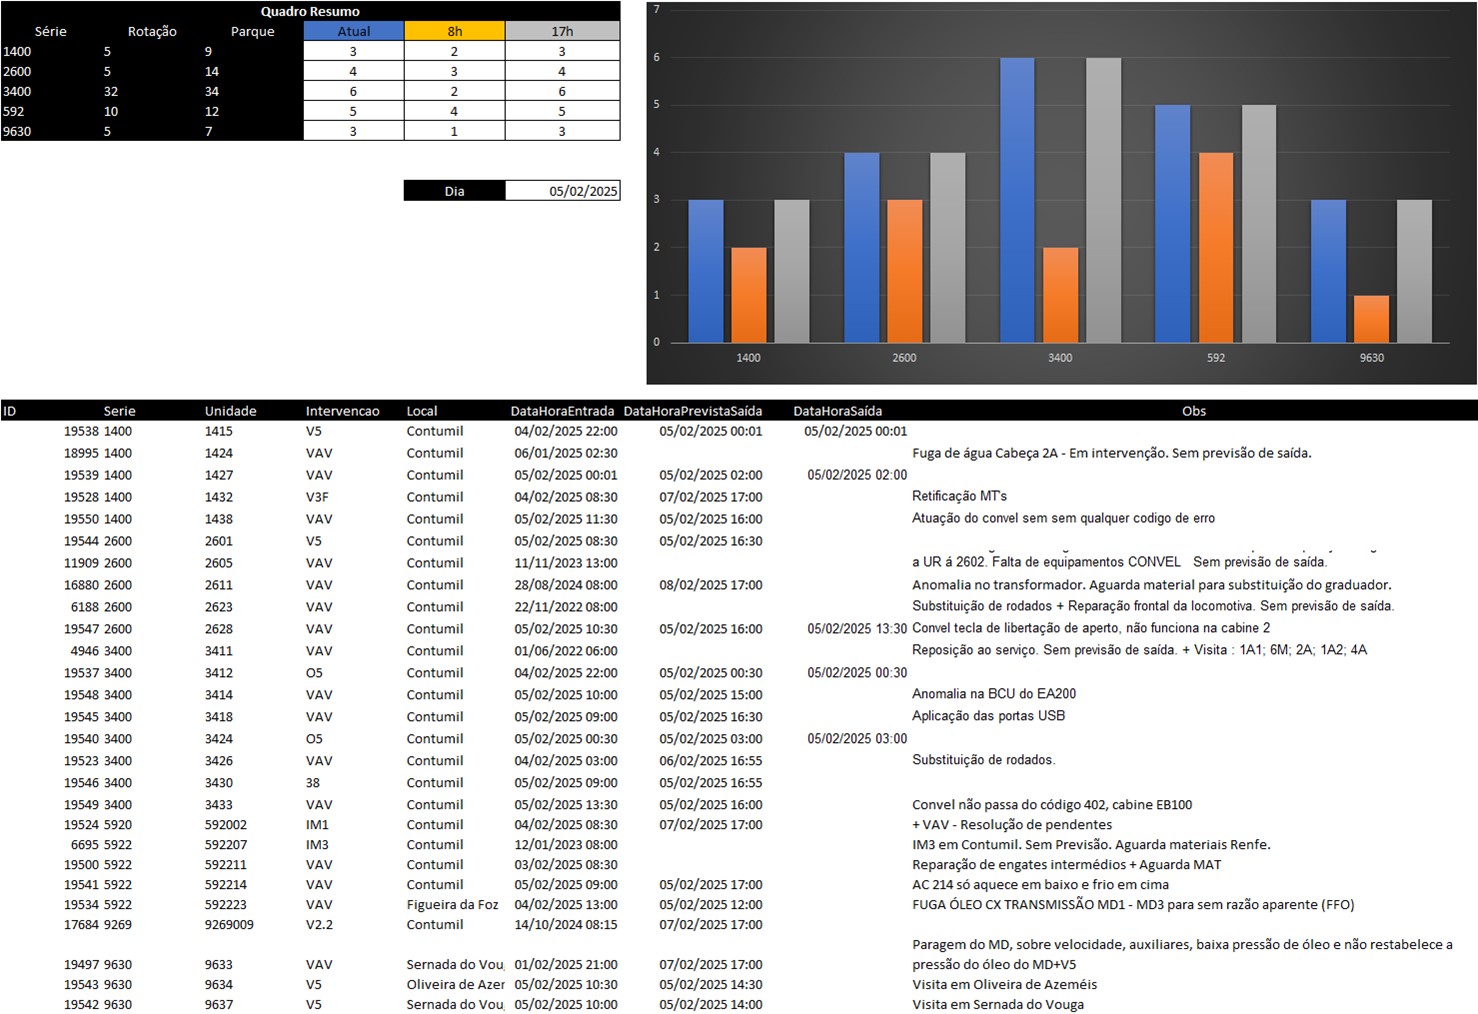 Quadro Resumo
Série Rotação Parque Atual 8h 17h
1400 5 9 3 2 3
2600 5 14 4 3 4
3400 32 34 6 2 6
592 10 12 5 4 5
9630 5 7 3 1 3
Dia 05/02/2025
7
6
5
4
3
2
1
0
1400 2600 3400 592 9630
ID Serie Unidade Intervencao Local DataHoraEntrada DataHoraPrevistaSaída DataHoraSaída Obs
19538 1400 1415 V5 Contumil 04/02/2025 22:00 05/02/2025 00:01 05/02/2025 00:01
18995 1400 1424 VAV Contumil 06/01/2025 02:30 Fuga de água Cabeça 2A - Em intervenção. Sem previsão de saída.
19539 1400 1427 VAV Contumil 05/02/2025 00:01 05/02/2025 02:00 05/02/2025 02:00
19528 1400 1432 V3F Contumil 04/02/2025 08:30 07/02/2025 17:00 Retificação MT's
19550 1400 1438 VAV Contumil 05/02/2025 11:30 05/02/2025 16:00 Atuação do convel sem sem qualquer codigo de erro
19544 2600 2601 V5 Contumil 05/02/2025 08:30 05/02/2025 16:30
11909 2600 2605 VAV Contumil 11/11/2023 13:00 a UR á 2602. Falta de equipamentos CONVEL Sem previsão de saída.
16880 2600 2611 VAV Contumil 28/08/2024 08:00 08/02/2025 17:00 Anomalia no transformador. Aguarda material para substituição do graduador.
6188 2600 2623 VAV Contumil 22/11/2022 08:00 Substituição de rodados + Reparação frontal da locomotiva. Sem previsão de saída.
19547 2600 2628 VAV Contumil 05/02/2025 10:30 05/02/2025 16:00 05/02/2025 13:30 Convel tecla de libertação de aperto, não funciona na cabine 2
4946 3400 3411 VAV Contumil 01/06/2022 06:00 Reposição ao serviço. Sem previsão de saída. + Visita : 1A1; 6M; 2A; 1A2; 4A
19537 3400 3412 O5 Contumil 04/02/2025 22:00 05/02/2025 00:30 05/02/2025 00:30
19548 3400 3414 VAV Contumil 05/02/2025 10:00 05/02/2025 15:00 Anomalia na BCU do EA200
19545 3400 3418 VAV Contumil 05/02/2025 09:00 05/02/2025 16:30 Aplicação das portas USB
19540 3400 3424 O5 Contumil 05/02/2025 00:30 05/02/2025 03:00 05/02/2025 03:00
19523 3400 3426 VAV Contumil 04/02/2025 03:00 06/02/2025 16:55 Substituição de rodados.
19546 3400 3430 38 Contumil 05/02/2025 09:00 05/02/2025 16:55
19549 3400 3433 VAV Contumil 05/02/2025 13:30 05/02/2025 16:00 Convel não passa do código 402, cabine EB100
19524 5920 592002 IM1 Contumil 04/02/2025 08:30 07/02/2025 17:00 + VAV - Resolução de pendentes
6695 5922 592207 IM3 Contumil 12/01/2023 08:00 IM3 em Contumil. Sem Previsão. Aguarda materiais Renfe.
19500 5922 592211 VAV Contumil 03/02/2025 08:30 Reparação de engates intermédios + Aguarda MAT
19541 5922 592214 VAV Contumil 05/02/2025 09:00 05/02/2025 17:00 AC 214 só aquece em baixo e frio em cima
19534 5922 592223 VAV Figueira da Foz 04/02/2025 13:00 05/02/2025 12:00 FUGA ÓLEO CX TRANSMISSÃO MD1 - MD3 para sem razão aparente (FFO)
17684 9269 9269009 V2.2 Contumil 14/10/2024 08:15 07/02/2025 17:00
Paragem do MD, sobre velocidade, auxiliares, baixa pressão de óleo e não restabelece a
19497 9630 9633 VAV Sernada do Vou 01/02/2025 21:00 07/02/2025 17:00 pressão do óleo do MD+V5
19543 9630 9634 V5 Oliveira de Azer 05/02/2025 10:30 05/02/2025 14:30 Visita em Oliveira de Azeméis
19542 9630 9637 V5 Sernada do Vou 05/02/2025 10:00 05/02/2025 14:00 Visita em Sernada do Vouga